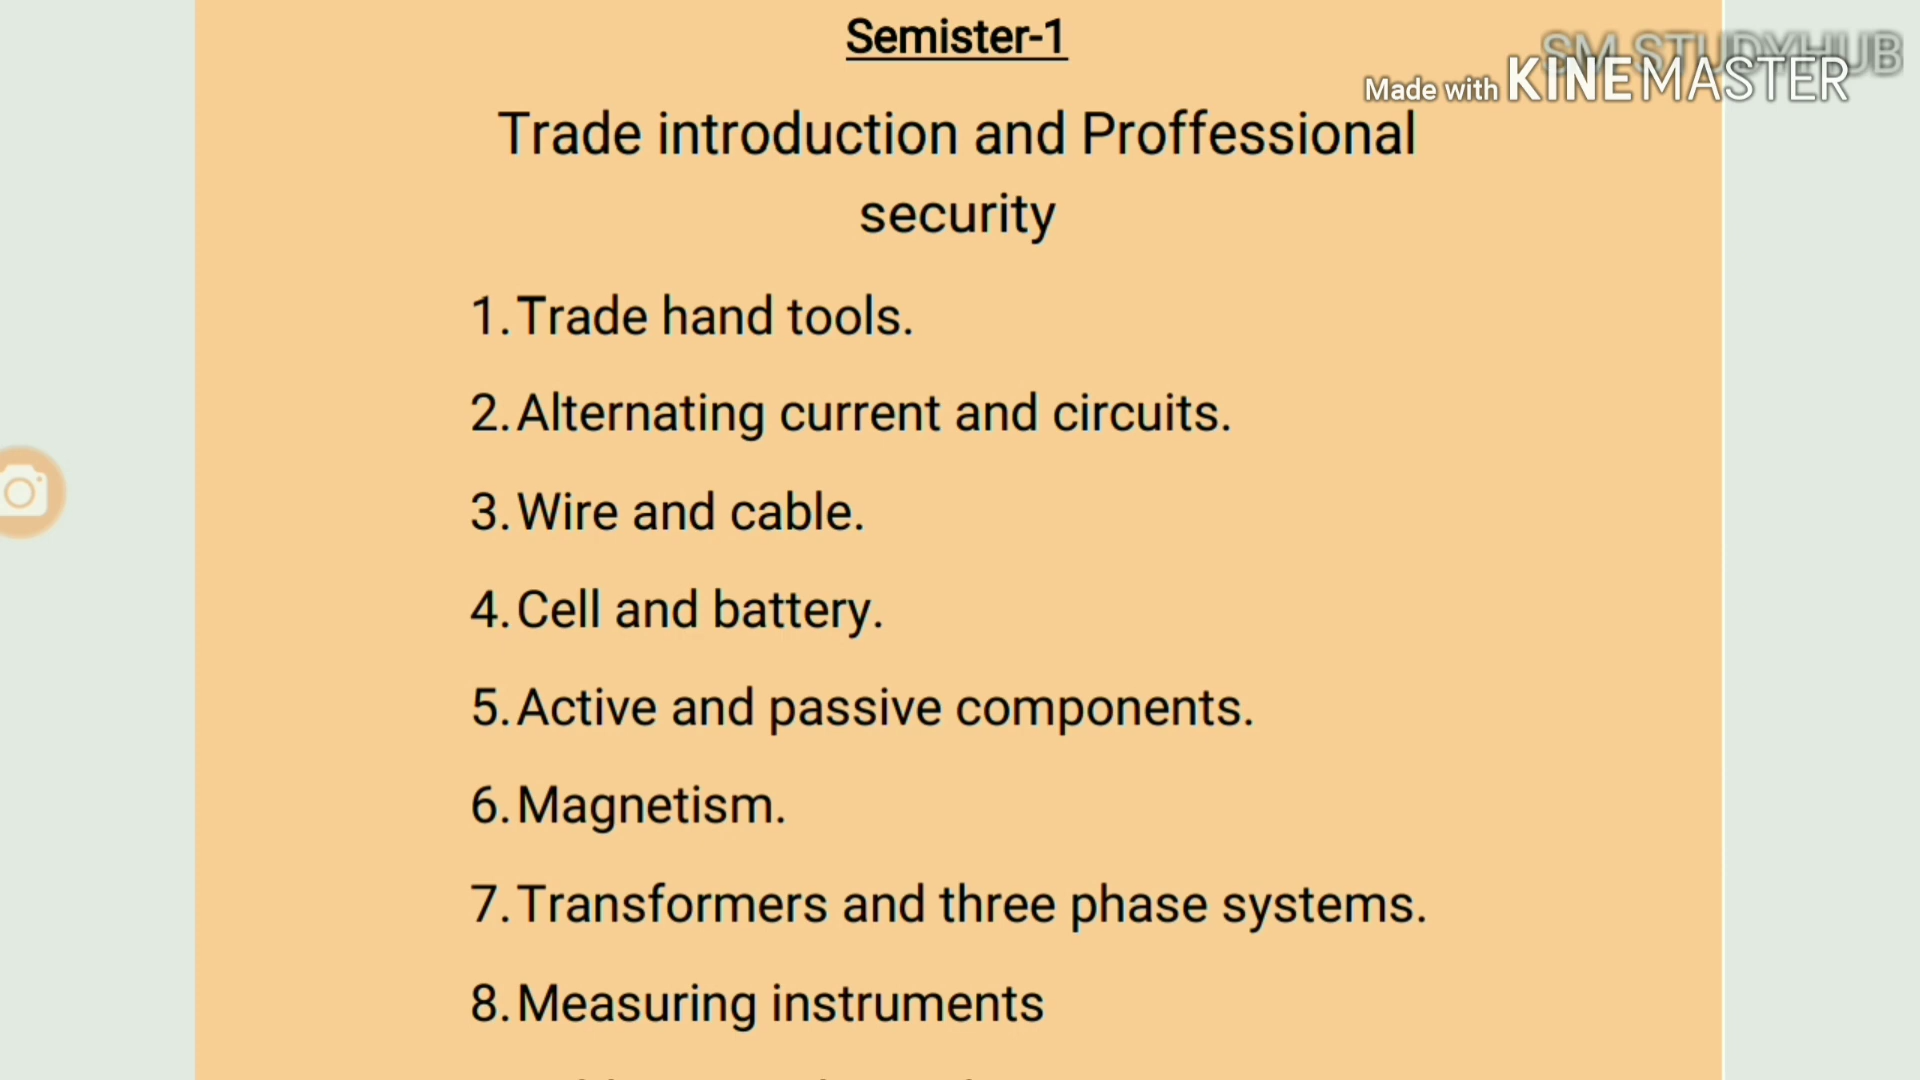 Semister-1
SM STUDYHUB
Made with KINEMASTER
Trade introduction and Proffessional
security
1. Trade hand tools.
2. Alternating current and circuits.
3. Wire and cable.
4. Cell and battery.
5. Active and passive components.
6. Magnetism.
7. Transformers and three phase systems.
8. Measuring instruments